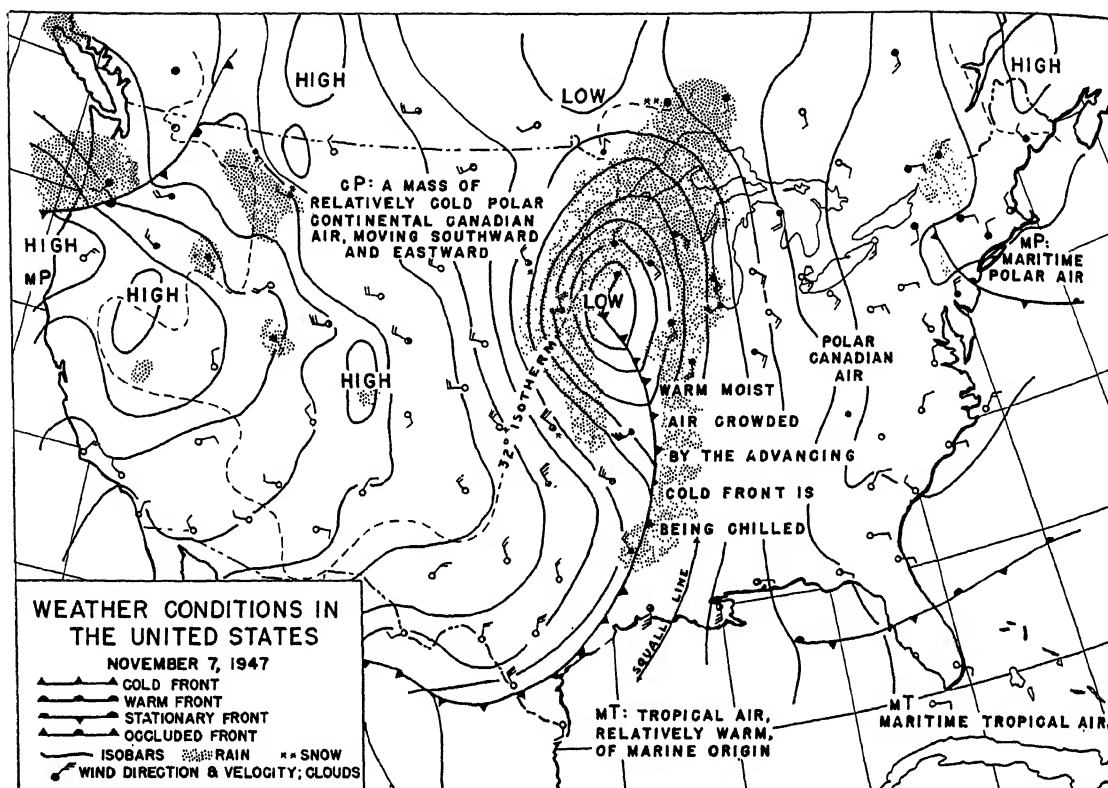 HIGH
LOW
HIGH
CP: A MASS OF
RELATIVELY COLD POLAR
CONTINENTAL CANADIAN
AIR, MOVING SOUTHWARD
AND EASTWARD
HIGH
MP
HIGH
HIGH
LOW
32° ISOTHERM
MP:
MARITIME
POLAR AIR
POLAR
CANADIAN
AIR
WARM MOIST
AIR CROWDED
BY THE ADVANCING
COLD FRONT IS
BEING CHILLED
SQUALL LINE
MT: TROPICAL AIR,
RELATIVELY WARM,
OF MARINE ORIGIN
MT
MARITIME TROPICAL AIR
WEATHER CONDITIONS IN
THE UNITED STATES
NOVEMBER 7, 1947
COLD FRONT
WARM FRONT
STATIONARY FRONT
OCCLUDED FRONT
ISOBARS RAIN ** SNOW
WIND DIRECTION & VELOCITY; CLOUDS